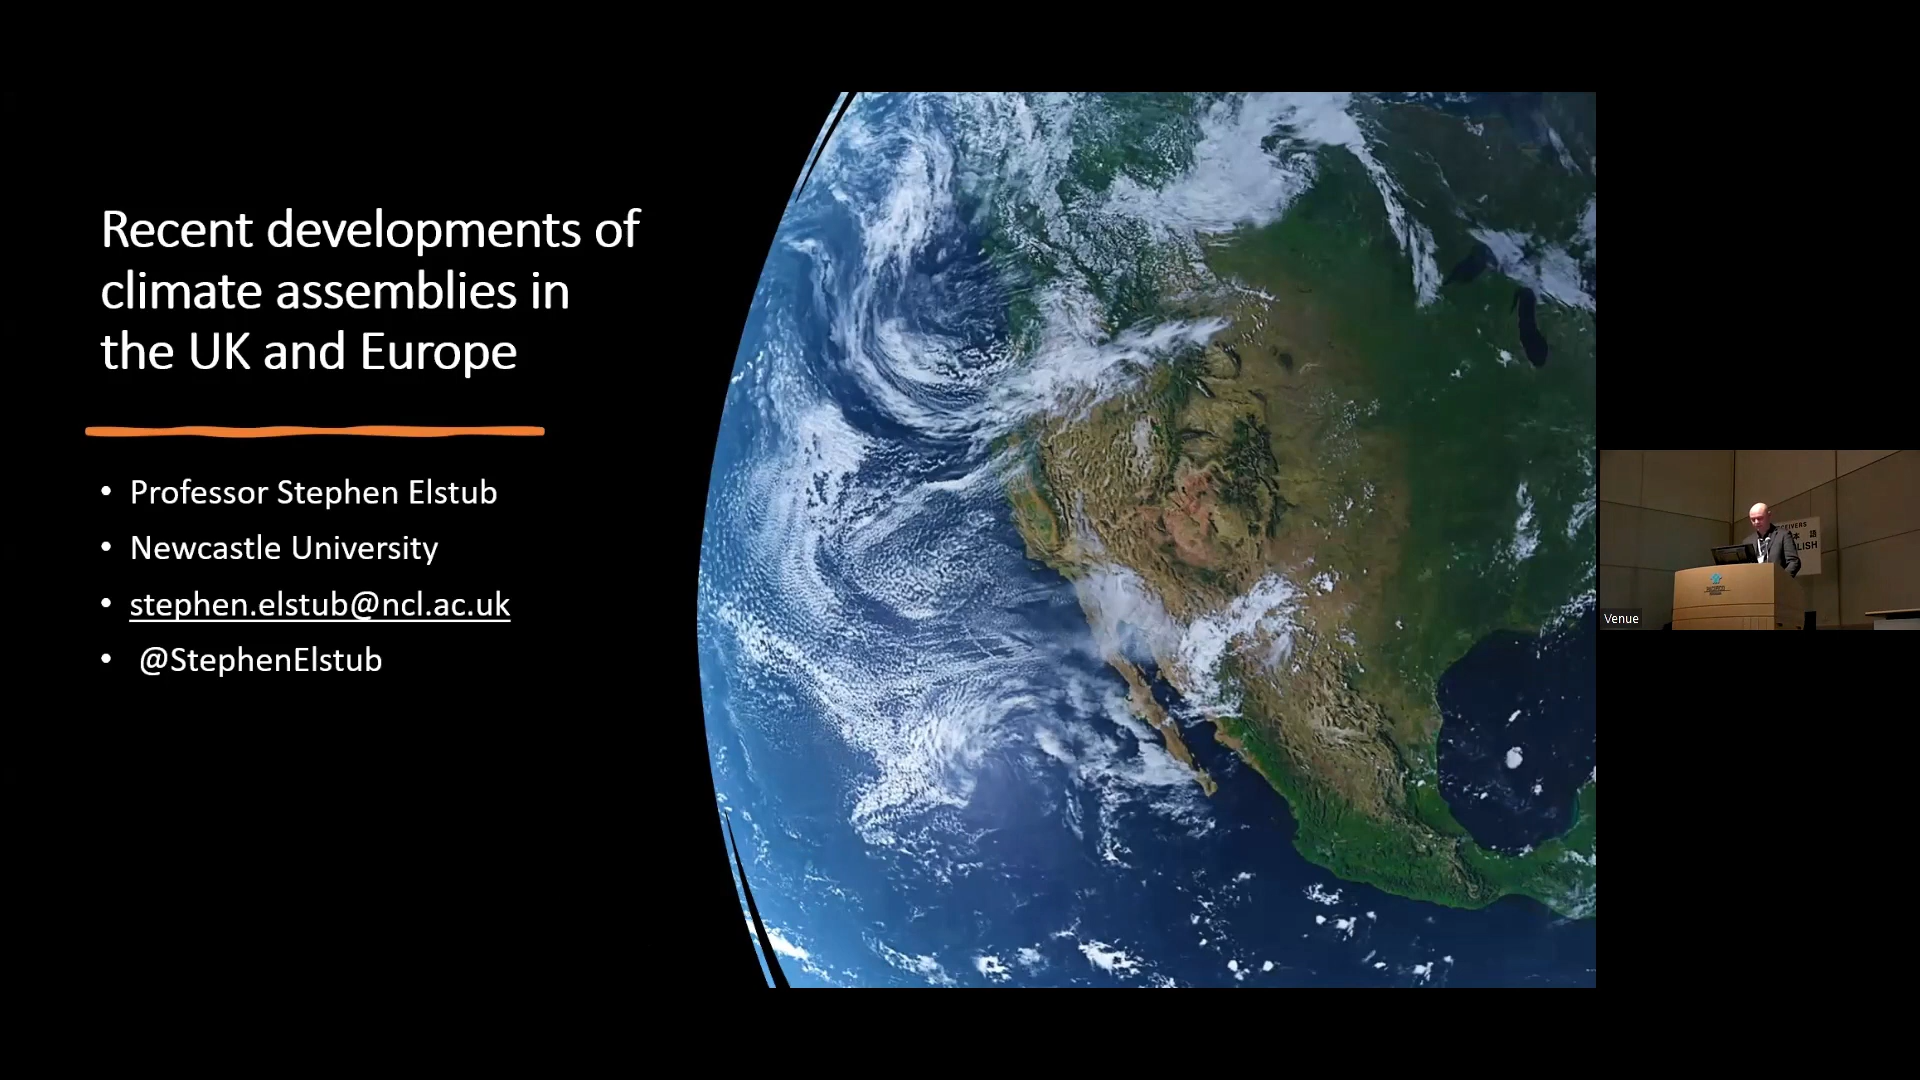 Recent developments of
climate assemblies in
the UK and Europe
• Professor Stephen Elstub
• Newcastle University
• stephen.elstub@ncl.ac.uk
• @StephenElstub
Venue